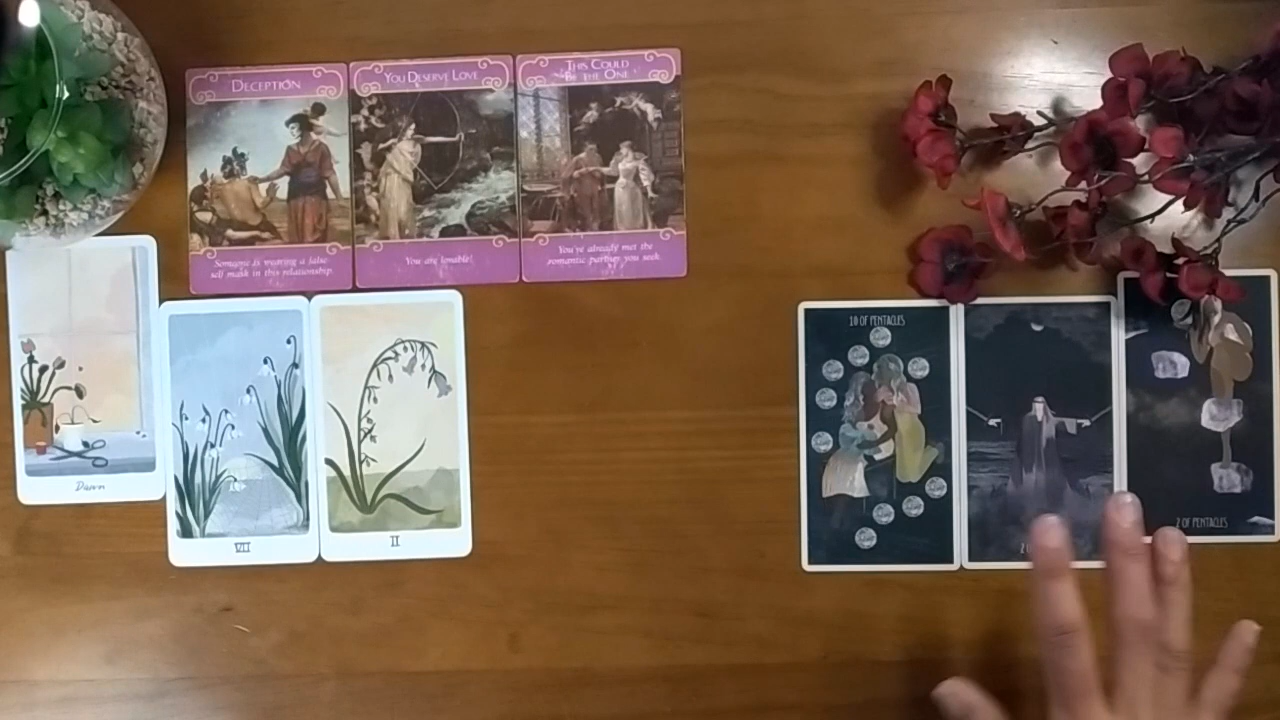 DECEPTION
Someone is wearing a false
self mask in this relationship.
YOU DESERVE LOVE
You are lovable!
THIS COULD
BE THE ONE
You've already met the
romantic partner you seek.
Dawn
VII
II
10 OF PENTACLES
2
2 OF PENTACLES